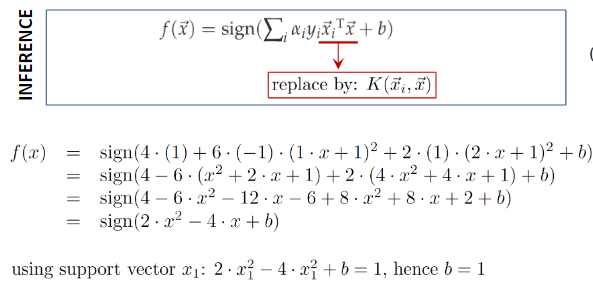 INFERENCE
f(x⃗) = sign(∑ᵢ αᵢyᵢx⃗ᵢᵀx⃗ + b)
replace by: K(x⃗ᵢ, x⃗)
(
f(x) = sign(4 · (1) + 6 · (−1) · (1 · x + 1)² + 2 · (1) · (2 · x + 1)² + b)
= sign(4 − 6 · (x² + 2 · x + 1) + 2 · (4 · x² + 4 · x + 1) + b)
= sign(4 − 6 · x² − 12 · x − 6 + 8 · x² + 8 · x + 2 + b)
= sign(2 · x² − 4 · x + b)
using support vector x₁: 2 · x₁² − 4 · x₁² + b = 1, hence b = 1